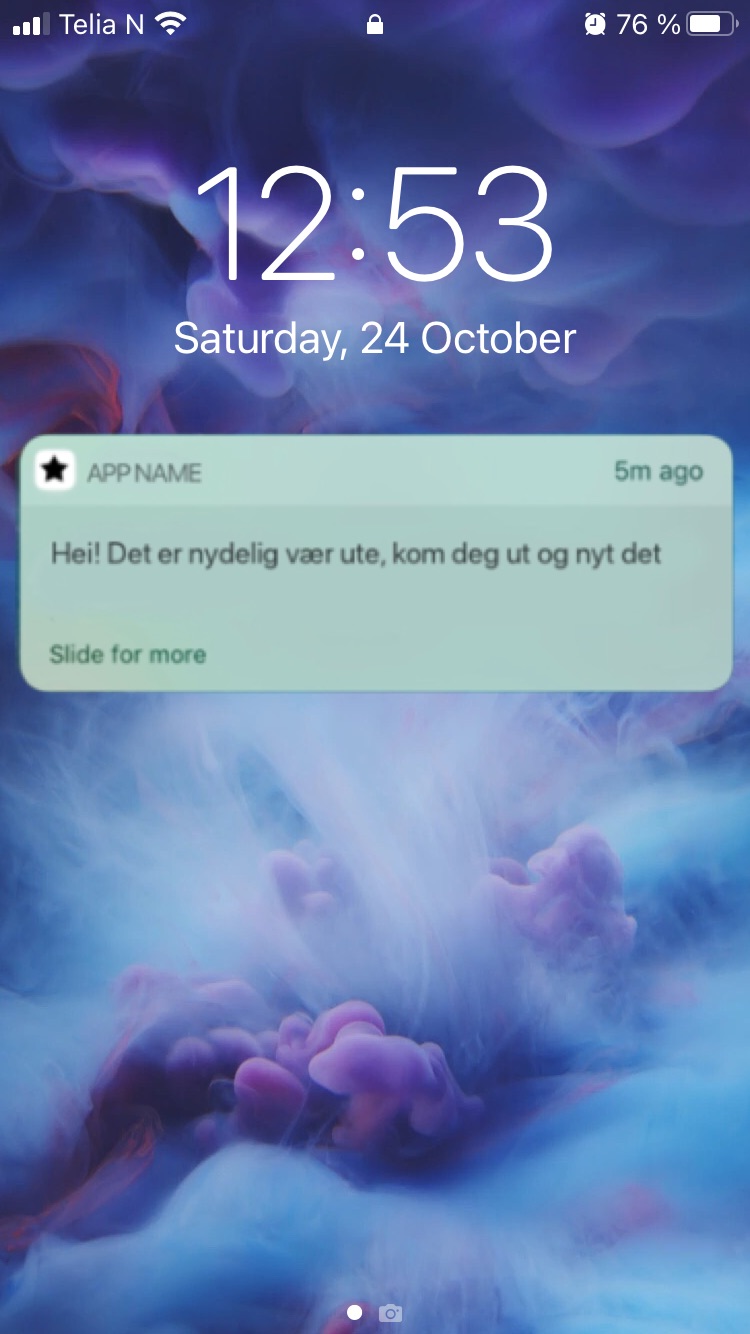 Telia N 76 %
12:53
Saturday, 24 October
APP NAME 5m ago
Hei! Det er nydelig vær ute, kom deg ut og nyt det
Slide for more